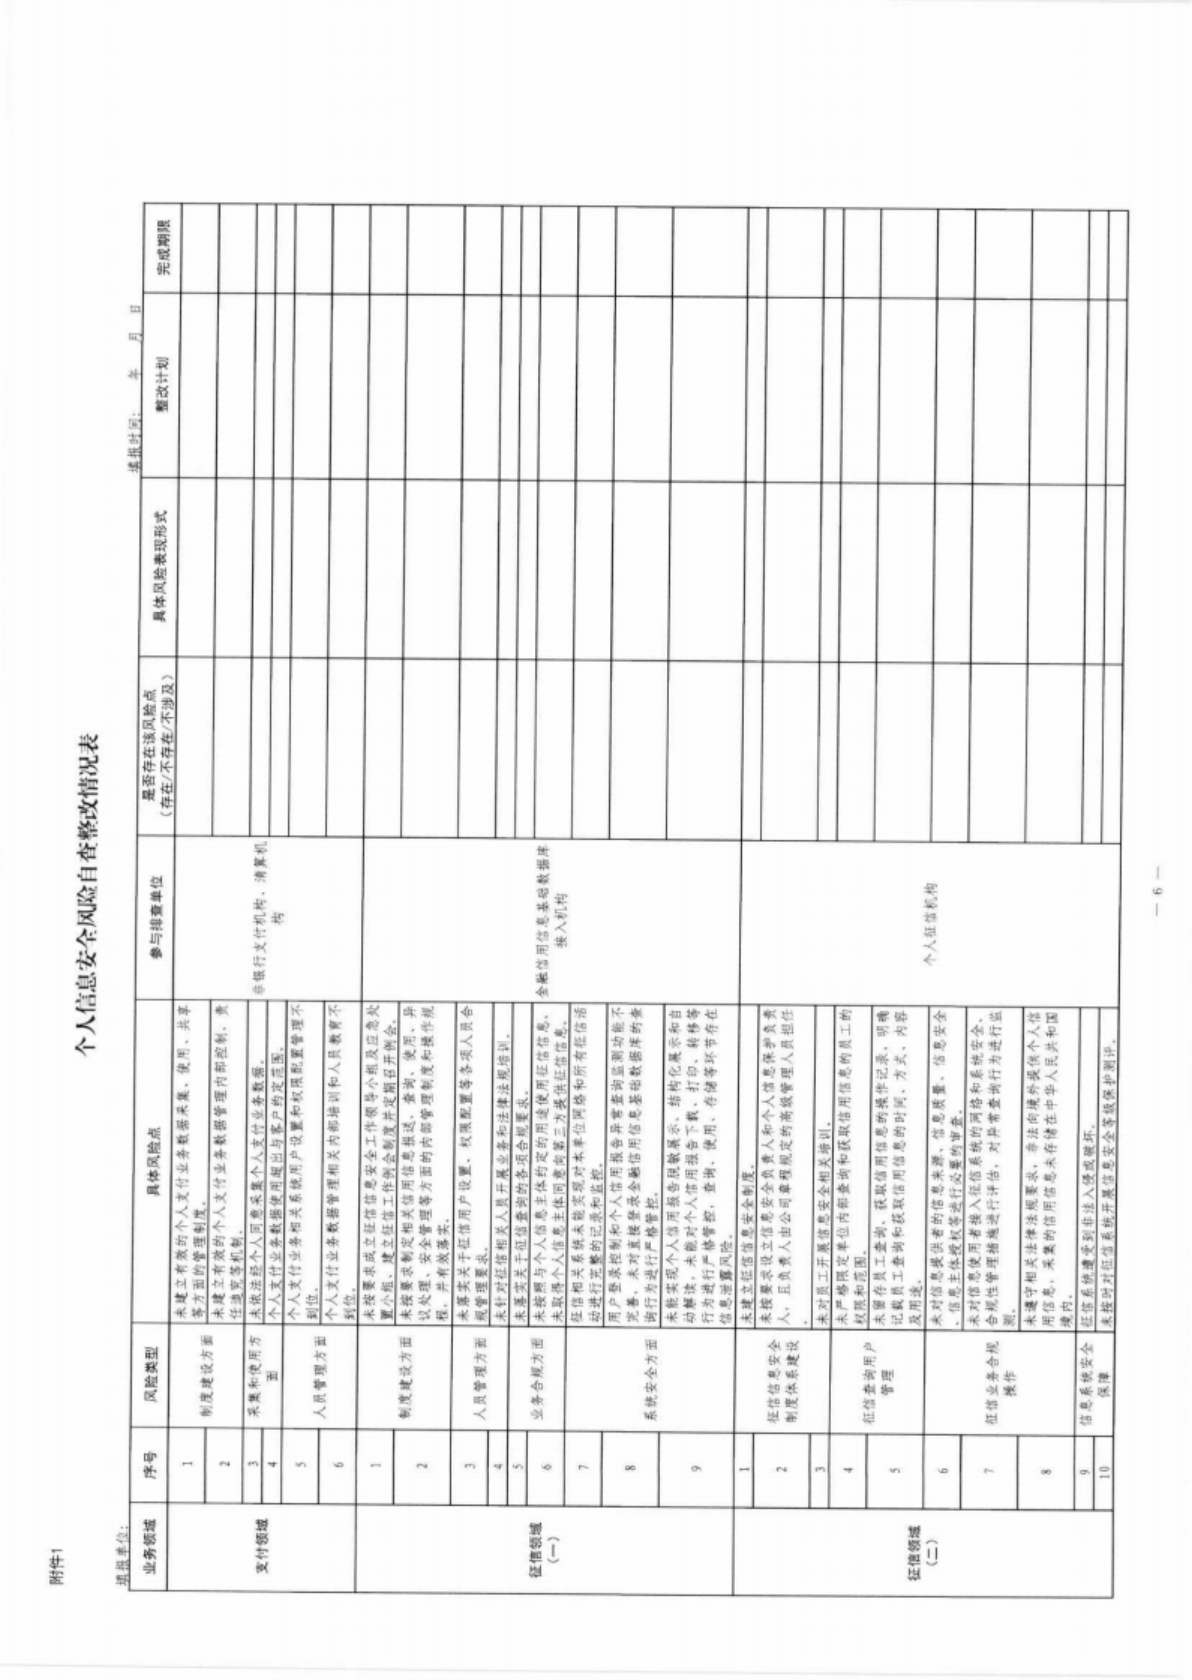 附件1
个人信息安全风险自查整改情况表
填报单位：
填报时间： 年 月 日
业务领域 序号 风险类型 具体风险点 参与排查单位 是否存在该风险点 具体风险表现形式 整改计划 完成期限
（存在/不存在/不涉及）
支付领域
非银行支付机构、清算机
构
制度建设方面
1 未建立有效的个人支付业务数据采集、使用、共享
等方面的管理制度。
2 未建立有效的个人支付业务数据管理内部控制、责
任追究等机制。
采集和使用方
面
3 未依法经个人同意采集个人支付业务数据。
4 个人支付业务数据使用超出与客户约定范围。
人员管理方面
5 个人支付业务相关系统用户设置和权限配置管理不
到位。
6 个人支付业务数据管理相关内部培训和人员教育不
到位。
征信领域
（一）
金融信用信息基础数据库
接入机构
制度建设方面
1 未按要求成立征信信息安全工作领导小组及应急处
置小组、建立征信工作例会制度并定期召开例会。
2 未按要求制定相关信用信息报送、查询、使用、异
议处理、安全管理等方面的内部管理制度和操作规
程，并有效落实。
人员管理方面
3 未落实关于征信用户设置、权限配置等各项人员合
规管理要求。
4 未针对征信相关人员开展业务和法律法规培训。
业务合规方面
5 未落实关于征信查询的各项合规要求。
6 未按照与个人信息主体约定的用途使用征信信息、
未取得个人信息主体同意向第三方提供征信信息。
系统安全方面
7 征信相关系统未能实现对本单位网络和所有征信活
动进行完整的记录和监控。
8 用户登录控制和个人信用报告异常查询监测功能不
完善、未对直接登录金融信用信息基础数据库的查
询行为进行严格管控。
9 未能实现个人信用报告脱敏展示、结构化展示和自
动解读，未能对个人信用报告下载、打印、转移等
行为进行严格管控，查询、使用、存储等环节存在
信息泄露风险。
征信领域
（二）
个人征信机构
征信信息安全
制度体系建设
1 未建立征信信息安全制度。
2 未按要求设立信息安全负责人和个人信息保护负责
人，且负责人由公司章程规定的高级管理人员担任
。
3 未对员工开展信息安全相关培训。
征信查询用户
管理
4 未严格限定单位内部查询和获取信用信息的员工的
权限和范围。
5 未留存员工查询、获取信用信息的操作记录，明确
记载员工查询和获取信用信息的时间、方式、内容
及用途。
征信业务合规
操作
6 未对信息提供者的信息来源、信息质量、信息安全
、信息主体授权等进行必要的审查。
7 未对信息使用者接入征信系统的网络和系统安全、
合规性管理措施进行评估，对异常查询行为进行监
测。
8 未遵守相关法律法规要求，非法向境外提供个人信
用信息，采集的信用信息未存储在中华人民共和国
境内。
信息系统安全
保障
9 征信系统遭受到非法入侵或破坏。
10 未按时对征信系统开展信息安全等级保护测评。
— 6 —